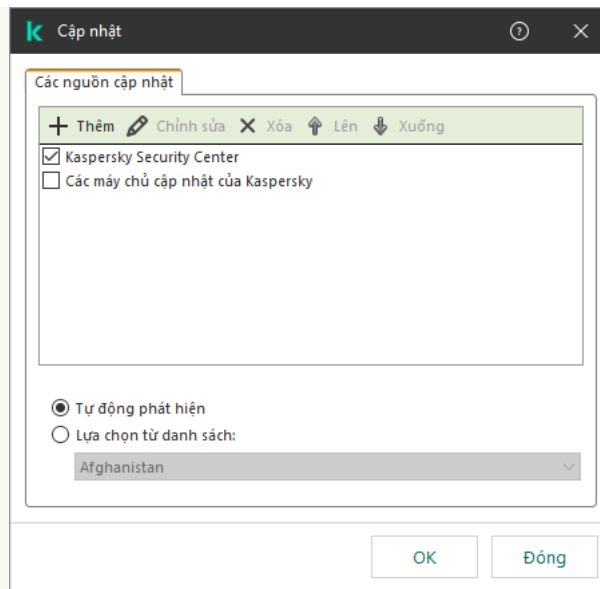 Cập nhật
Các nguồn cập nhật
Thêm Chỉnh sửa Xóa Lên Xuống
Kaspersky Security Center
Các máy chủ cập nhật của Kaspersky
Tự động phát hiện
Lựa chọn từ danh sách:
Afghanistan
OK Đóng